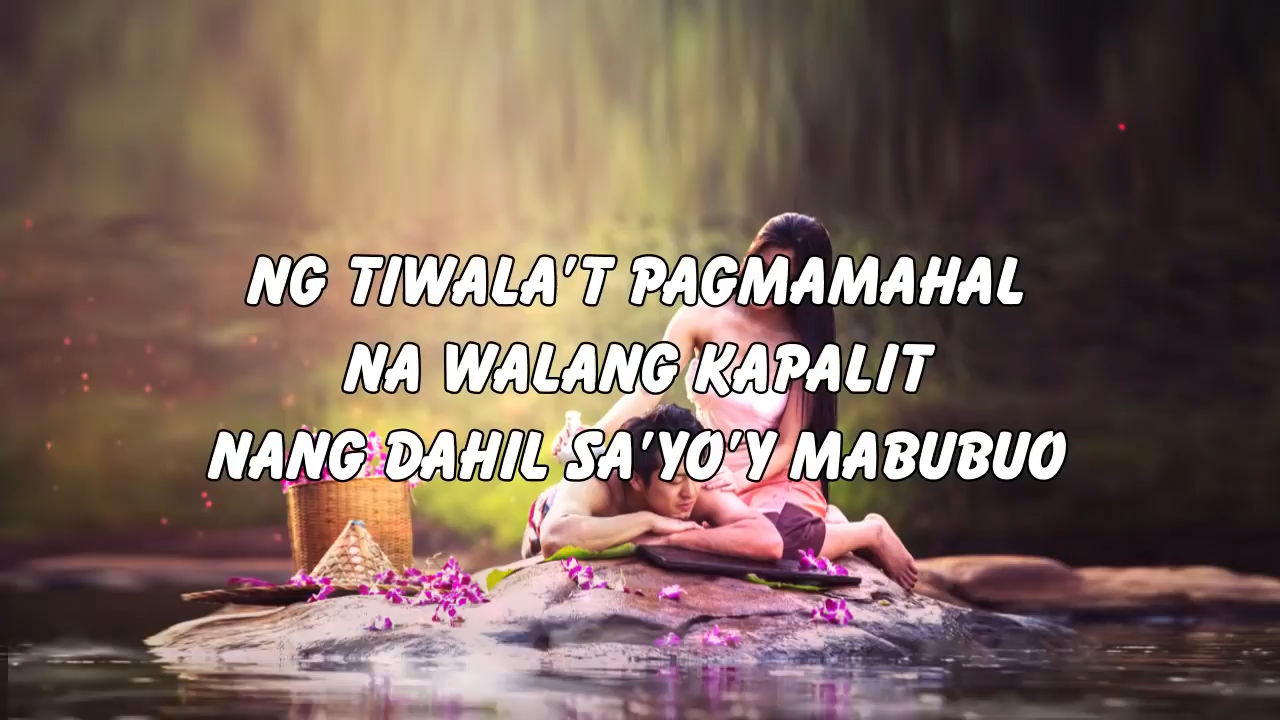 NG TIWALA'T PAGMAMAHAL
NA WALANG KAPALIT
NANG DAHIL SA'YO'Y MABUBUO